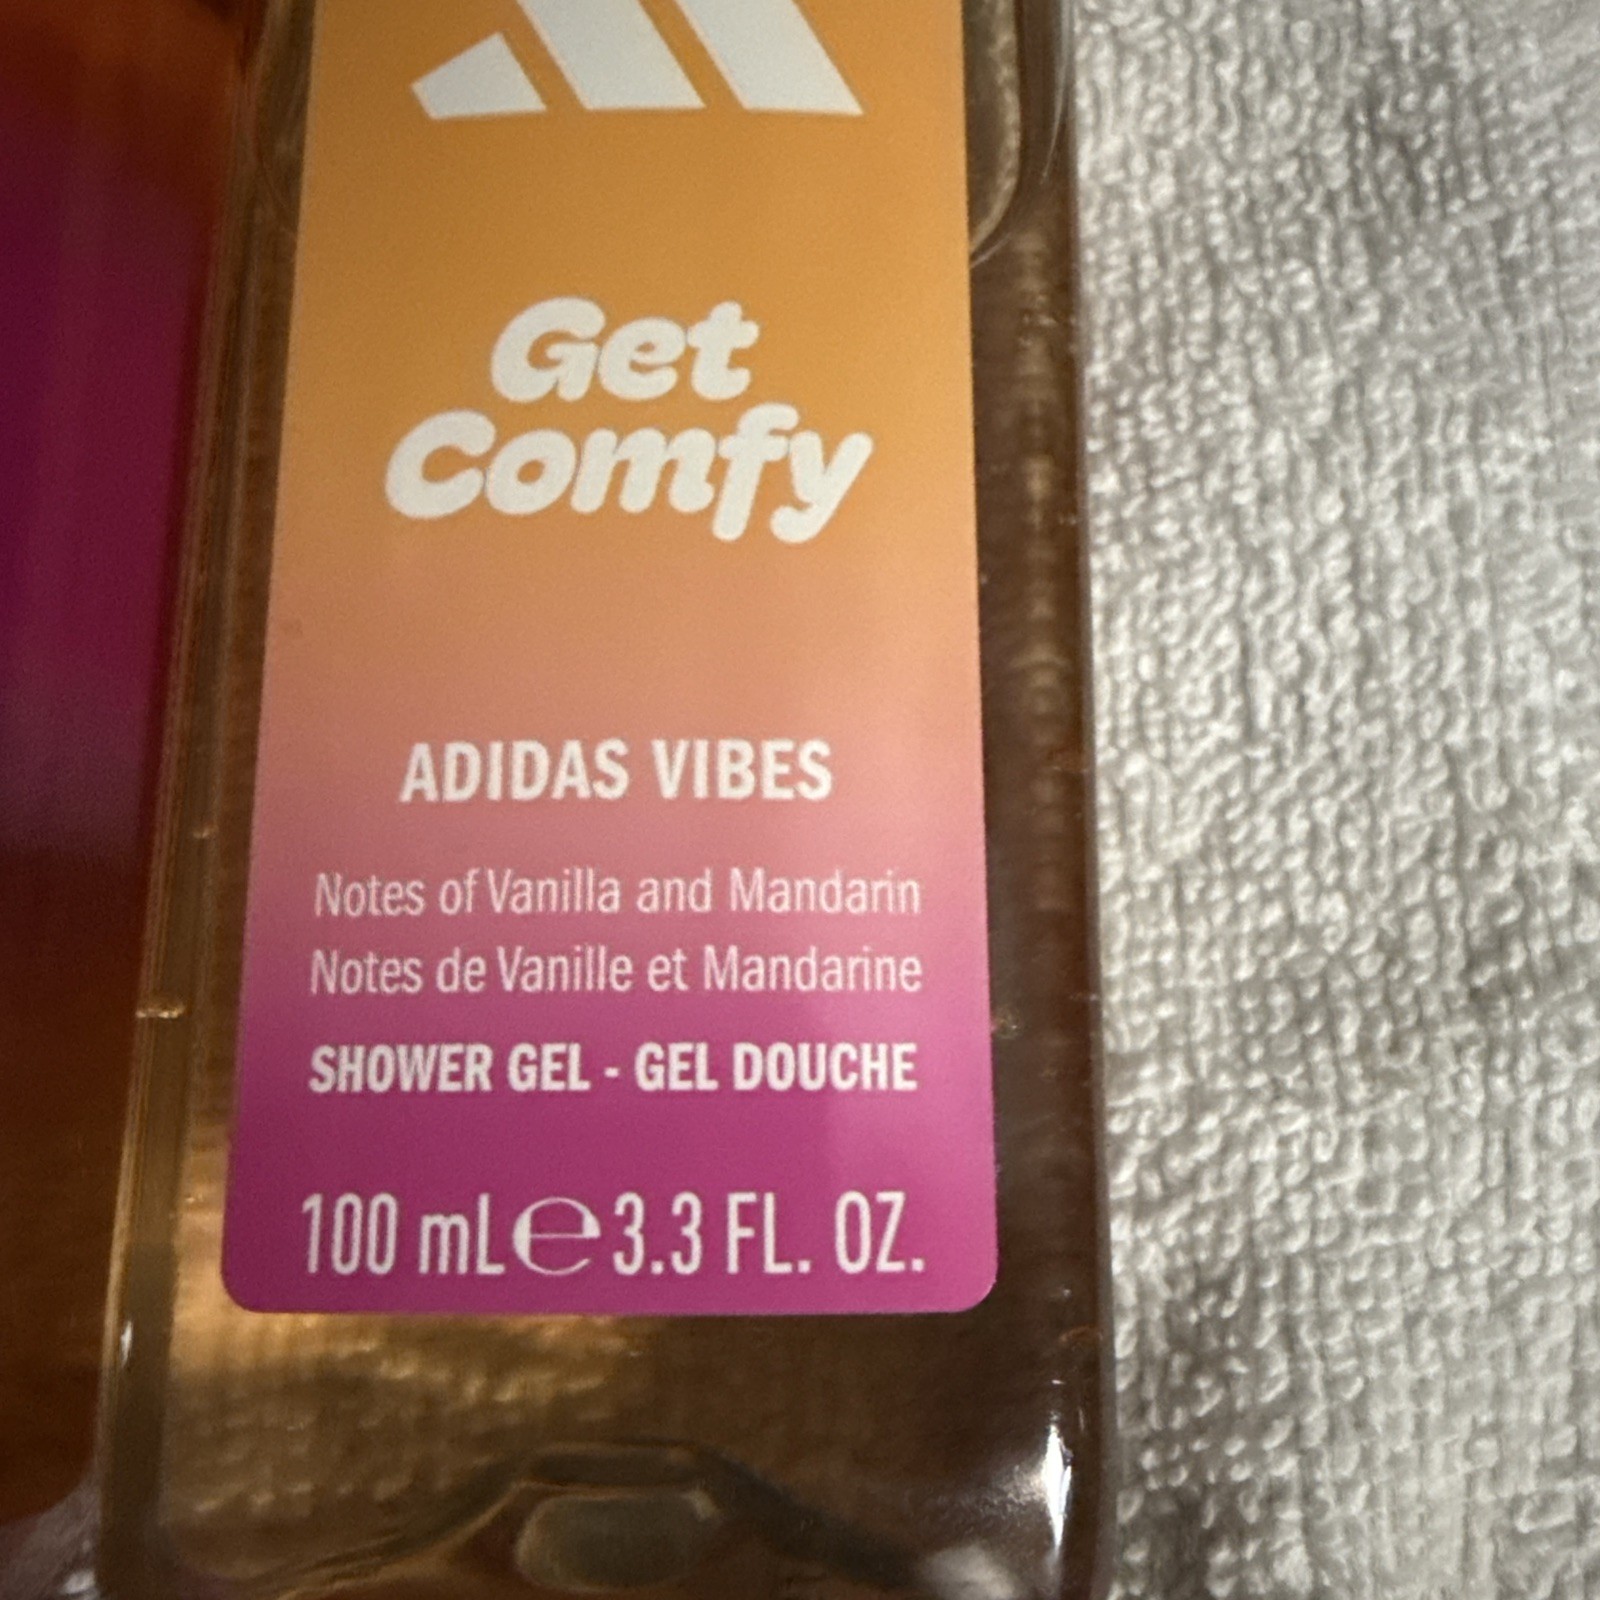 Get
Comfy
ADIDAS VIBES
Notes of Vanilla and Mandarin
Notes de Vanille et Mandarine
SHOWER GEL - GEL DOUCHE
100 mL ℮ 3.3 FL. OZ.